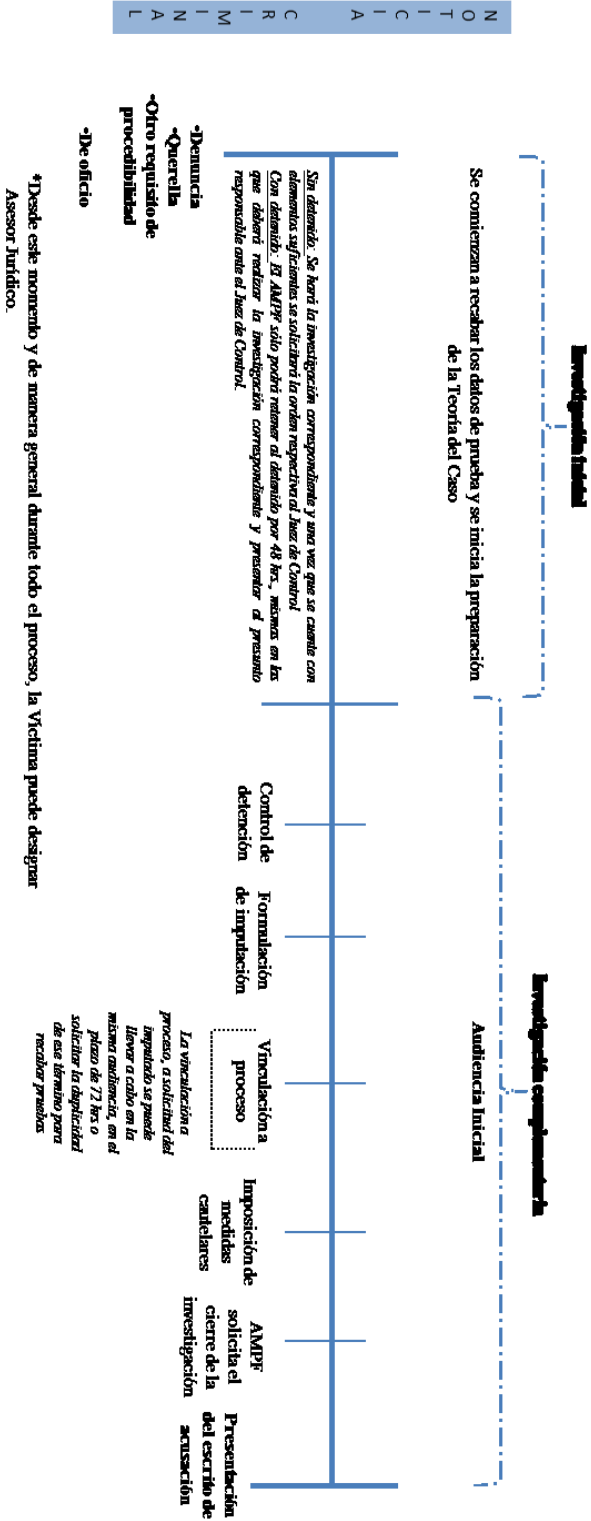 NOTICIA CRIMINAL
Investigación Inicial
Se comienzan a recabar los datos de prueba y se inicia la preparación
de la Teoría del Caso
•Denuncia
•Querella
•Otro requisito de
procedibilidad
•De oficio
Sin detenido: Se hará la investigación correspondiente y una vez que se cuente con
elementos suficientes se solicitará la orden respectiva al Juez de Control
Con detenido: El AMPF sólo podrá retener al detenido por 48 hrs., mismas en las
que deberá realizar la investigación correspondiente y presentar al presunto
responsable ante el Juez de Control.
*Desde este momento y de manera general durante todo el proceso, la Víctima puede designar
Asesor Jurídico.
Investigación complementaria
Audiencia Inicial
Control de
detención
Formulación
de imputación
Vinculación a
proceso
La vinculación a
proceso, a solicitud del
imputado se puede
llevar a cabo en la
misma audiencia, en el
plazo de 72 hrs o
solicitar la duplicidad
de ese término para
recabar pruebas
Imposición de
medidas
cautelares
AMPF
solicita el
cierre de la
investigación
Presentación
del escrito de
acusación